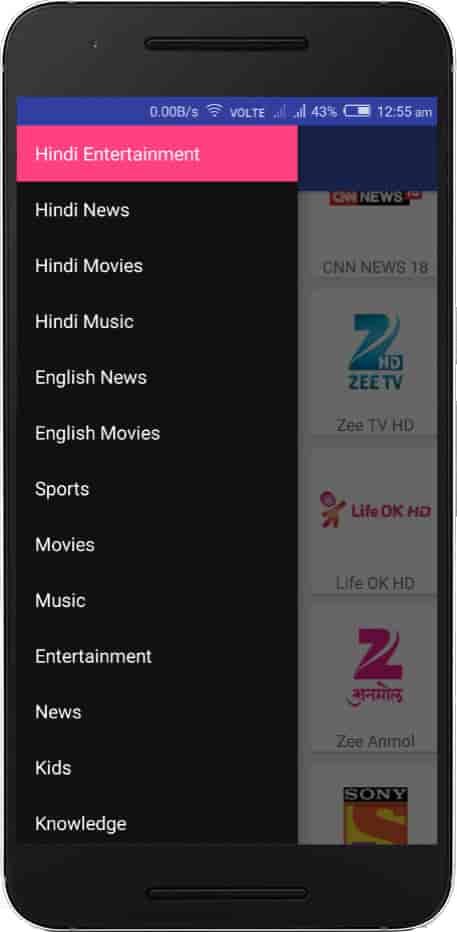 0.00B/s VOLTE 43% 12:55 am
Hindi Entertainment
Hindi News
Hindi Movies
Hindi Music
English News
English Movies
Sports
Movies
Music
Entertainment
News
Kids
Knowledge
CNN NEWS 18
CNN NEWS 18
Z HD
ZEE TV
Zee TV HD
Life OK HD
Life OK HD
Z
अनमोल
Zee Anmol
SONY
S